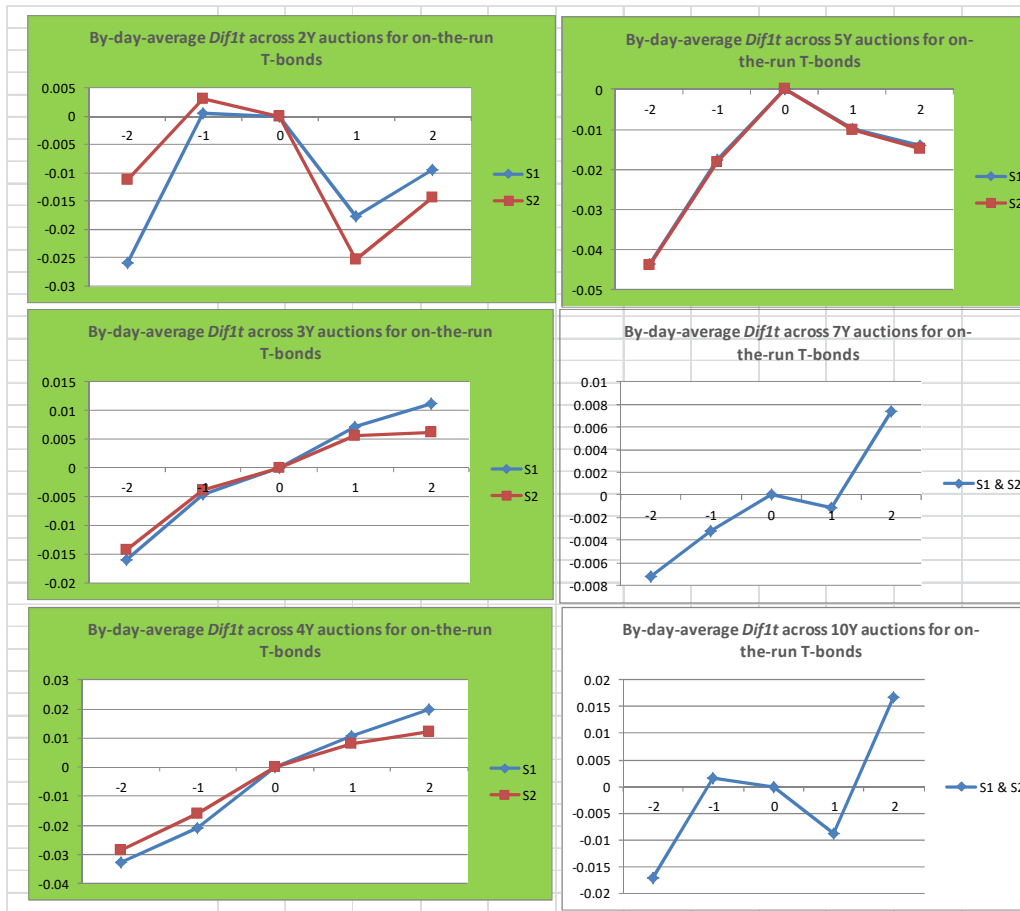 By-day-average Dif1t across 2Y auctions for on-the-run
T-bonds
0.005
0
-0.005
-0.01
-0.015
-0.02
-0.025
-0.03
-2 -1 0 1 2
S1
S2
By-day-average Dif1t across 5Y auctions for on-
the-run T-bonds
0
-0.01
-0.02
-0.03
-0.04
-0.05
-2 -1 0 1 2
S1
S2
By-day-average Dif1t across 3Y auctions for on-the-run
T-bonds
0.015
0.01
0.005
0
-0.005
-0.01
-0.015
-0.02
-2 -1 0 1 2
S1
S2
By-day-average Dif1t across 7Y auctions for on-
the-run T-bonds
0.01
0.008
0.006
0.004
0.002
0
-0.002
-0.004
-0.006
-0.008
-2 -1 0 1 2
S1 & S2
By-day-average Dif1t across 4Y auctions for on-the-run
T-bonds
0.03
0.02
0.01
0
-0.01
-0.02
-0.03
-0.04
-2 -1 0 1 2
S1
S2
By-day-average Dif1t across 10Y auctions for on-
the-run T-bonds
0.02
0.015
0.01
0.005
0
-0.005
-0.01
-0.015
-0.02
-2 -1 0 1 2
S1 & S2